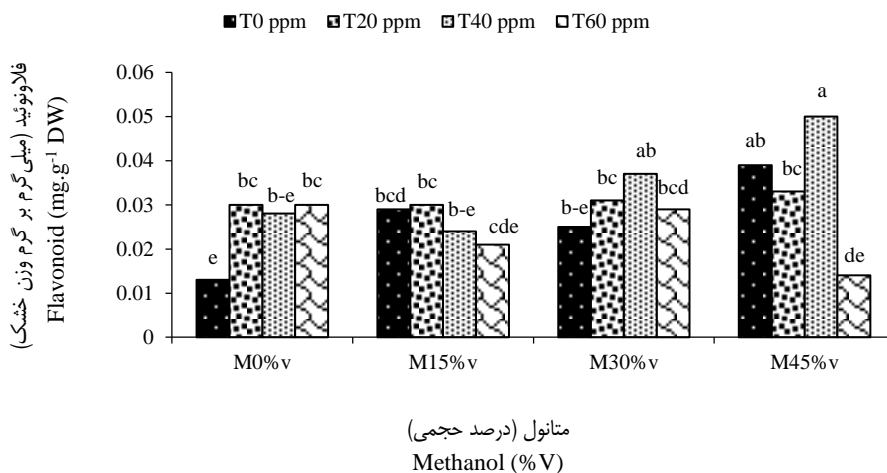 T0 ppm T20 ppm T40 ppm T60 ppm
فلاونوئید (میلی‌گرم بر گرم وزن خشک)
Flavonoid (mg.g-1 DW)
0.06
0.05
0.04
0.03
0.02
0.01
0
e bc b-e bc
bcd bc b-e cde
b-e bc ab bcd
ab bc a de
M0%v M15%v M30%v M45%v
متانول (درصد حجمی)
Methanol (%V)